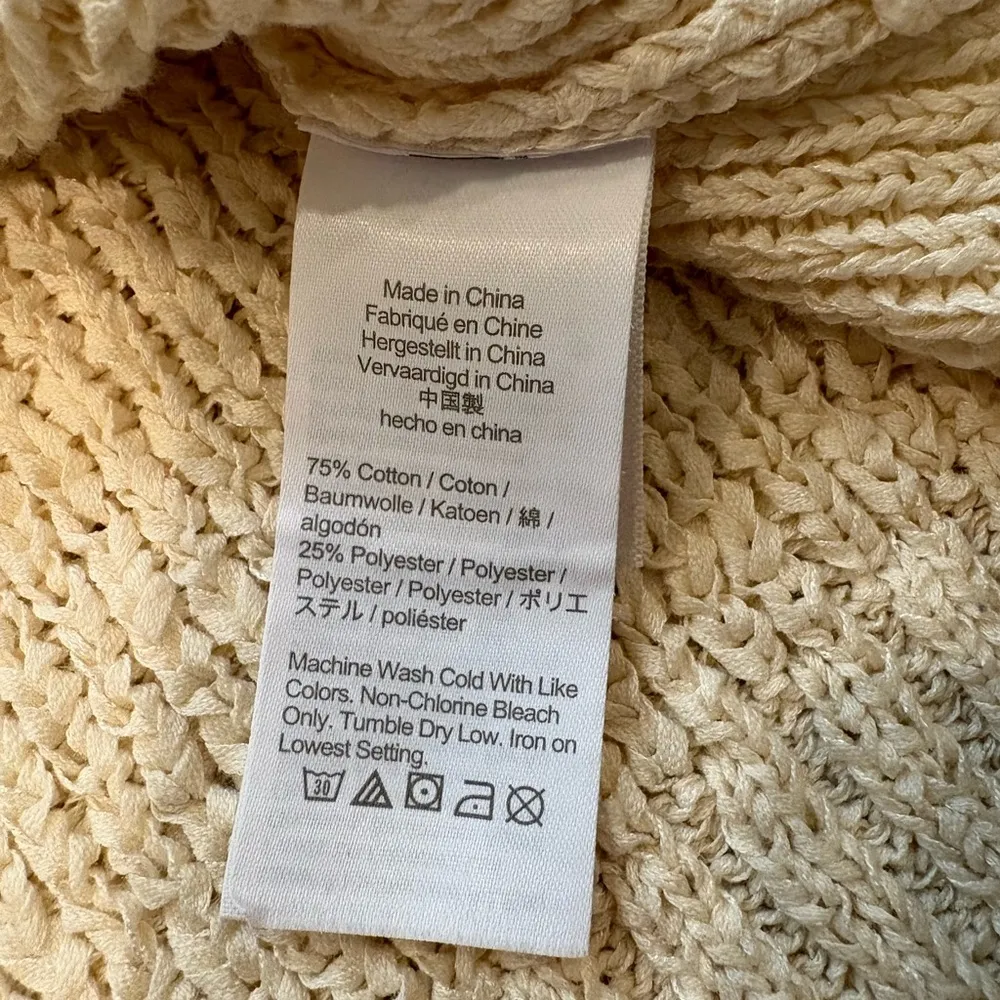 Made in China
Fabriqué en Chine
Hergestellt in China
Vervaardigd in China
中国製
hecho en china
75% Cotton / Coton /
Baumwolle / Katoen / 綿 /
algodón
25% Polyester / Polyester /
Polyester / Polyester / ポリエ
ステル / poliéster
Machine Wash Cold With Like
Colors. Non-Chlorine Bleach
Only. Tumble Dry Low. Iron on
Lowest Setting.
30